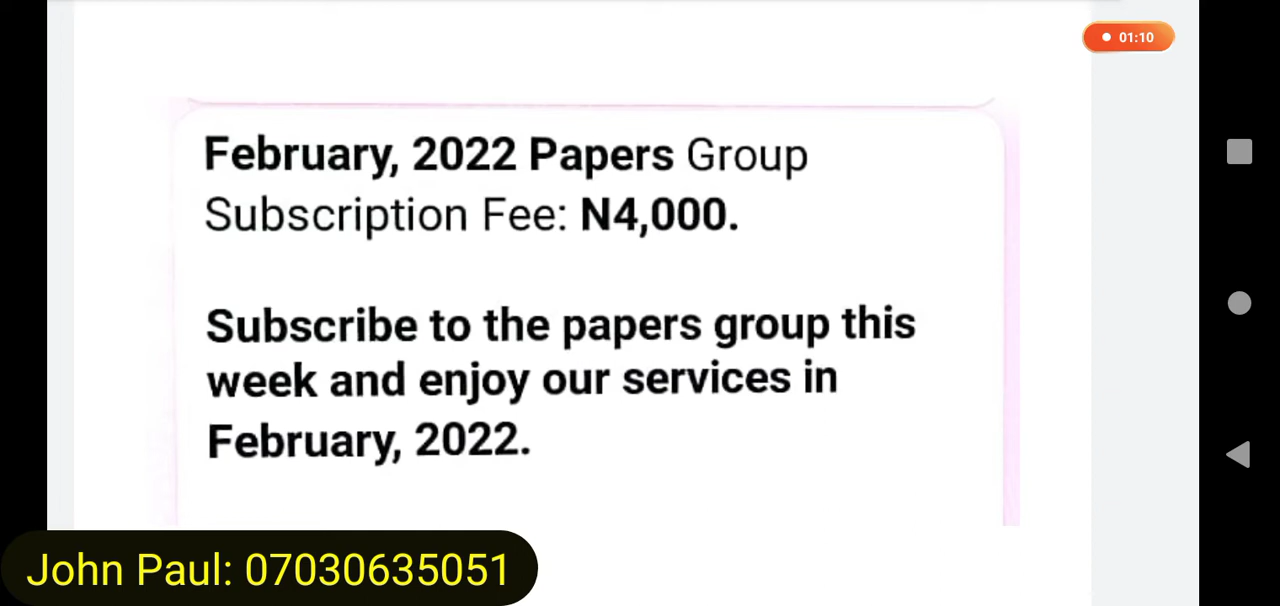 01:10
February, 2022 Papers Group
Subscription Fee: N4,000.
Subscribe to the papers group this
week and enjoy our services in
February, 2022.
John Paul: 07030635051